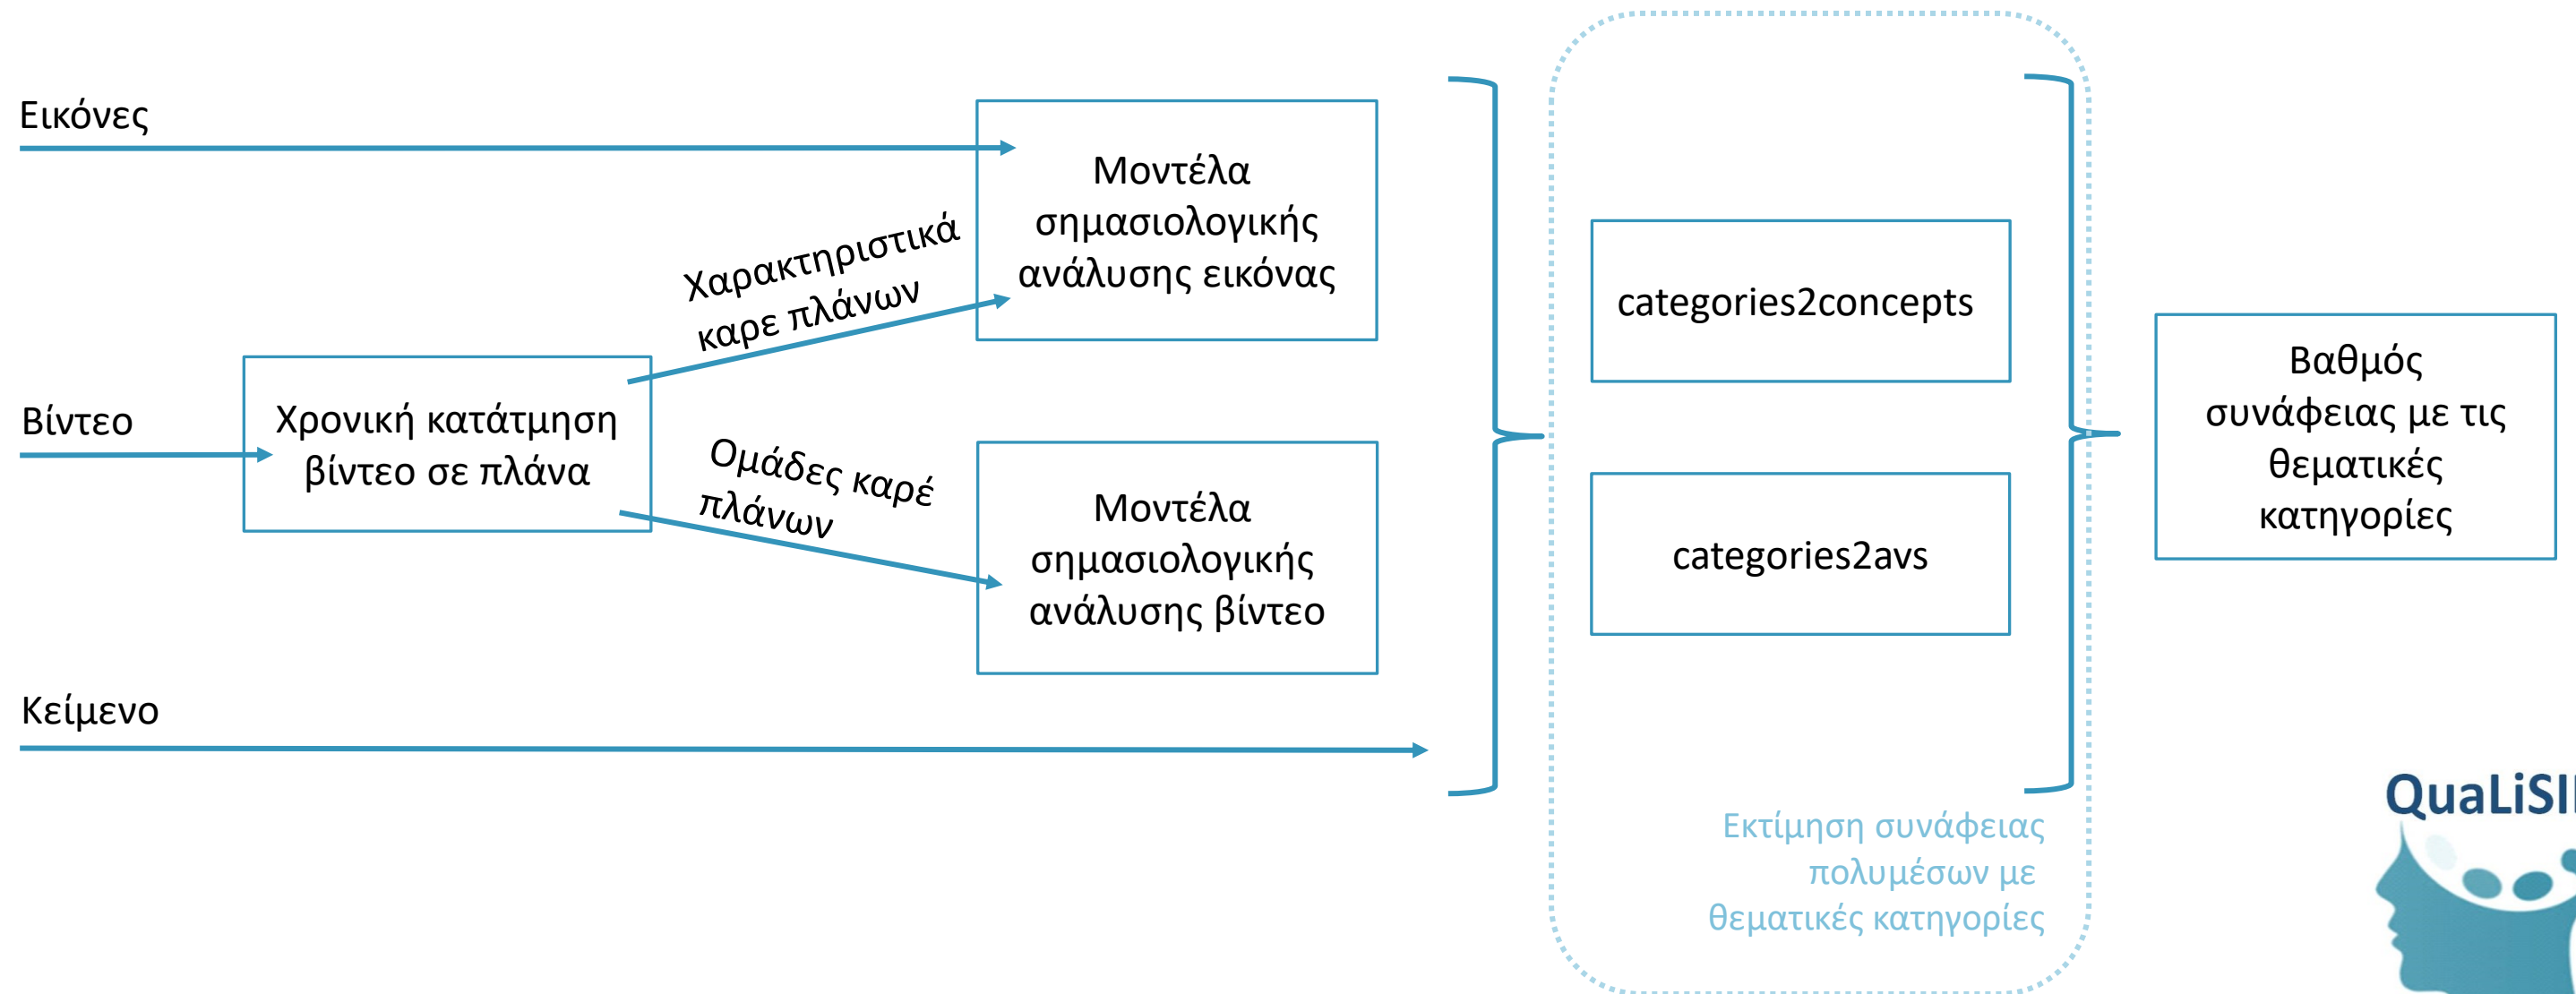 Εικόνες
Μοντέλα
σημασιολογικής
ανάλυσης εικόνας
Χαρακτηριστικά
καρε πλάνων
Βίντεο
Χρονική κατάτμηση
βίντεο σε πλάνα
Ομάδες καρέ
πλάνων
Μοντέλα
σημασιολογικής
ανάλυσης βίντεο
Κείμενο
categories2concepts
categories2avs
Εκτίμηση συνάφειας
πολυμέσων με
θεματικές κατηγορίες
Βαθμός
συνάφειας με τις
θεματικές
κατηγορίες